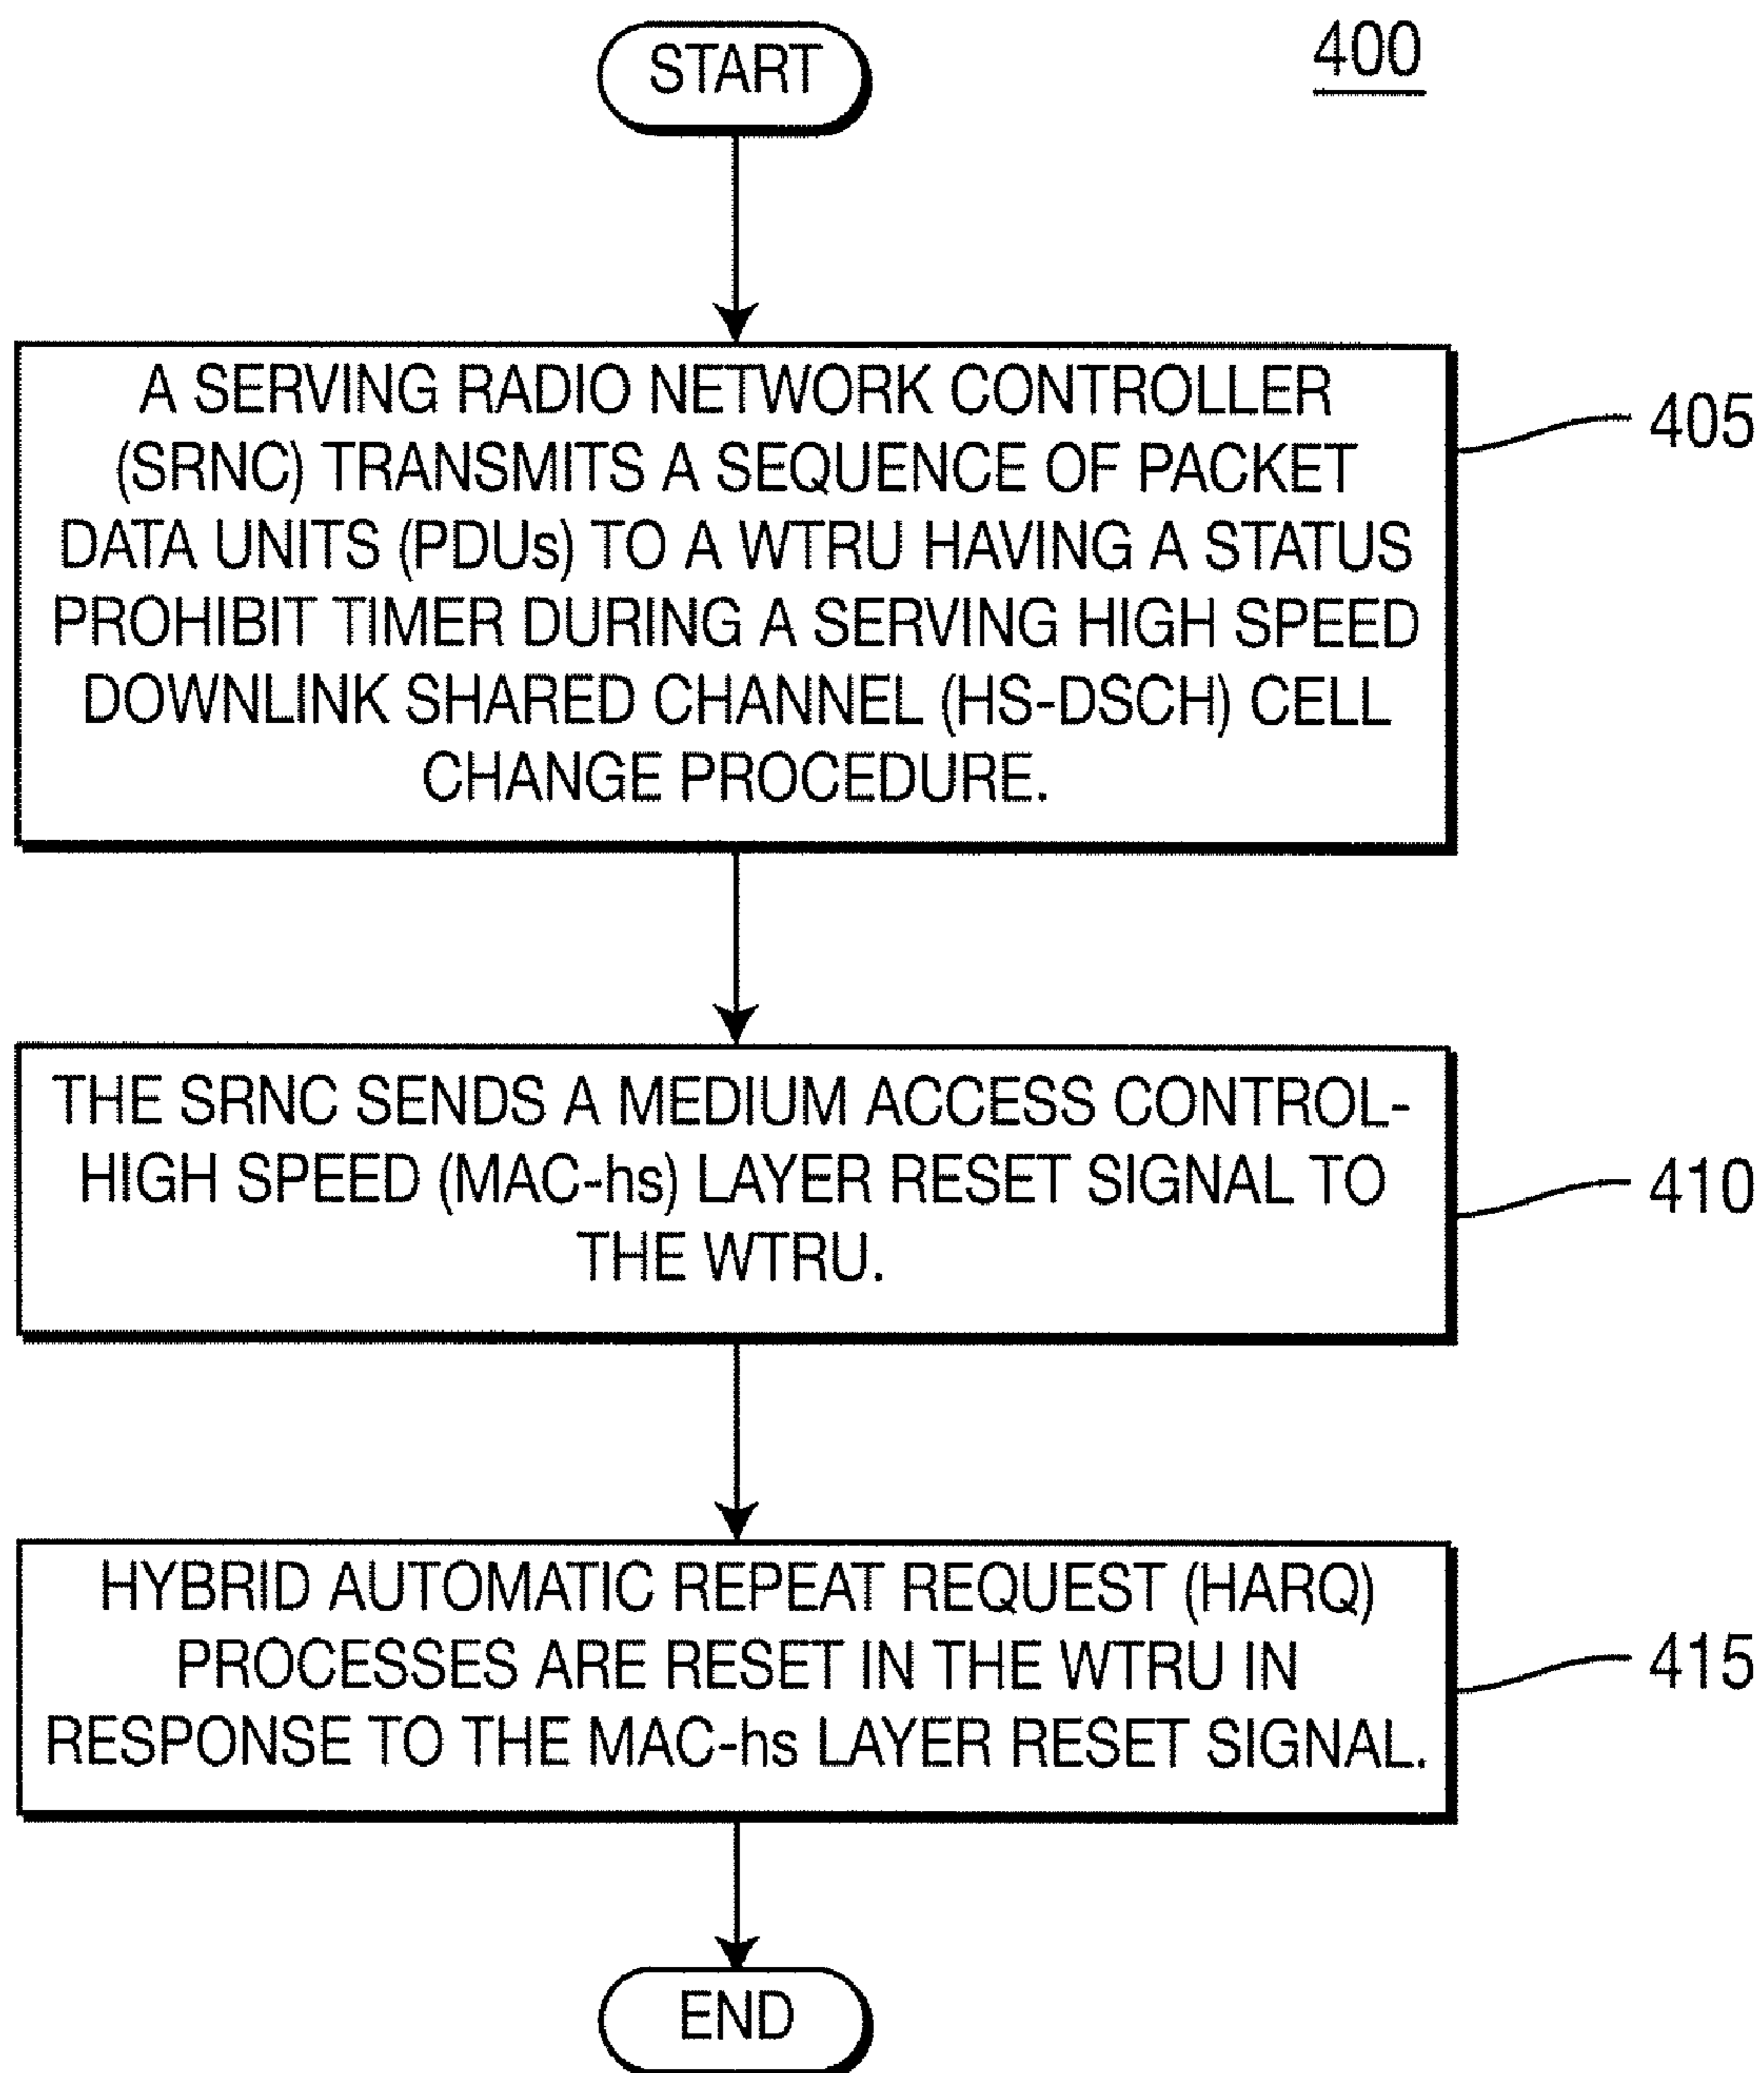 START
400
A SERVING RADIO NETWORK CONTROLLER
(SRNC) TRANSMITS A SEQUENCE OF PACKET
DATA UNITS (PDUs) TO A WTRU HAVING A STATUS
PROHIBIT TIMER DURING A SERVING HIGH SPEED
DOWNLINK SHARED CHANNEL (HS-DSCH) CELL
CHANGE PROCEDURE.
405
THE SRNC SENDS A MEDIUM ACCESS CONTROL-
HIGH SPEED (MAC-hs) LAYER RESET SIGNAL TO
THE WTRU.
410
HYBRID AUTOMATIC REPEAT REQUEST (HARQ)
PROCESSES ARE RESET IN THE WTRU IN
RESPONSE TO THE MAC-hs LAYER RESET SIGNAL.
415
END